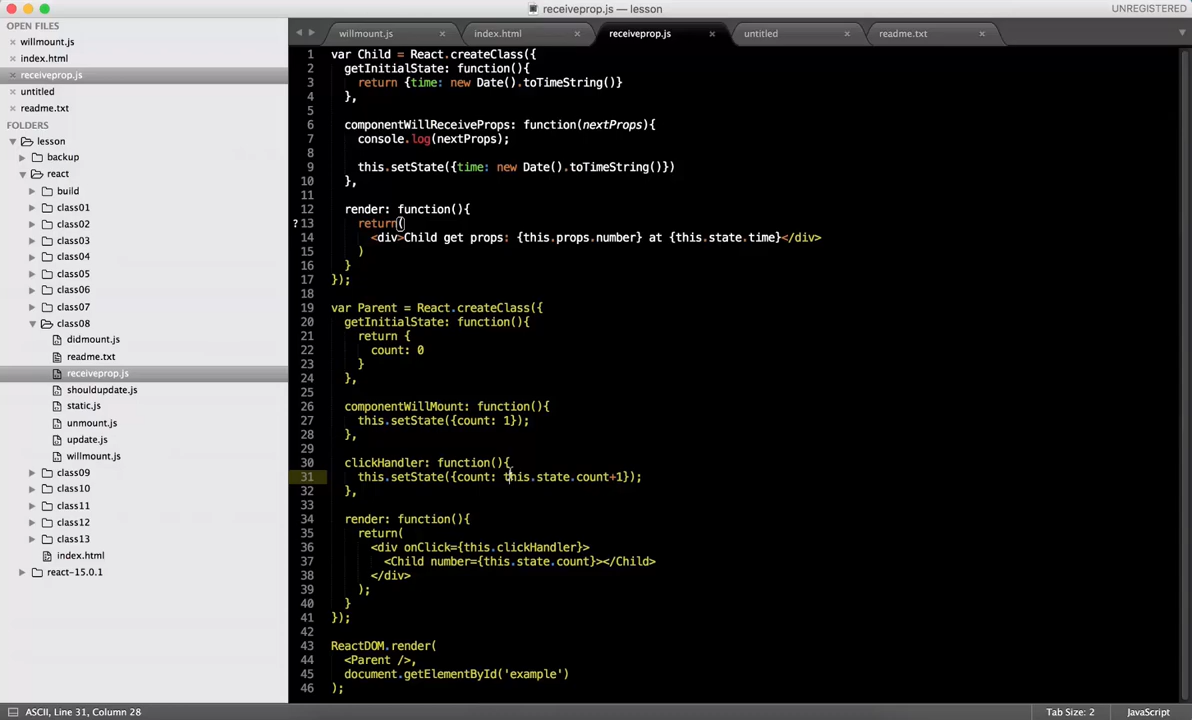 receiveprop.js — lesson
UNREGISTERED
OPEN FILES
willmount.js
index.html
receiveprop.js
untitled
readme.txt
FOLDERS
lesson
backup
react
build
class01
class02
class03
class04
class05
class06
class07
class08
didmount.js
readme.txt
receiveprop.js
shouldupdate.js
static.js
unmount.js
update.js
willmount.js
class09
class10
class11
class12
class13
index.html
react-15.0.1
willmount.js
index.html
receiveprop.js
untitled
readme.txt
1 var Child = React.createClass({
2 getInitialState: function(){
3 return {time: new Date().toTimeString()}
4 },
5
6 componentWillReceiveProps: function(nextProps){
7 console.log(nextProps);
8
9 this.setState({time: new Date().toTimeString()})
10 },
11
12 render: function(){
? 13 return(
14 <div>Child get props: {this.props.number} at {this.state.time}</div>
15 )
16 }
17 });
18
19 var Parent = React.createClass({
20 getInitialState: function(){
21 return {
22 count: 0
23 }
24 },
25
26 componentWillMount: function(){
27 this.setState({count: 1});
28 },
29
30 clickHandler: function(){
31 this.setState({count: this.state.count+1});
32 },
33
34 render: function(){
35 return(
36 <div onClick={this.clickHandler}>
37 <Child number={this.state.count}></Child>
38 </div>
39 );
40 }
41 });
42
43 ReactDOM.render(
44 <Parent />,
45 document.getElementById('example')
46 );
ASCII, Line 31, Column 28
Tab Size: 2
JavaScript